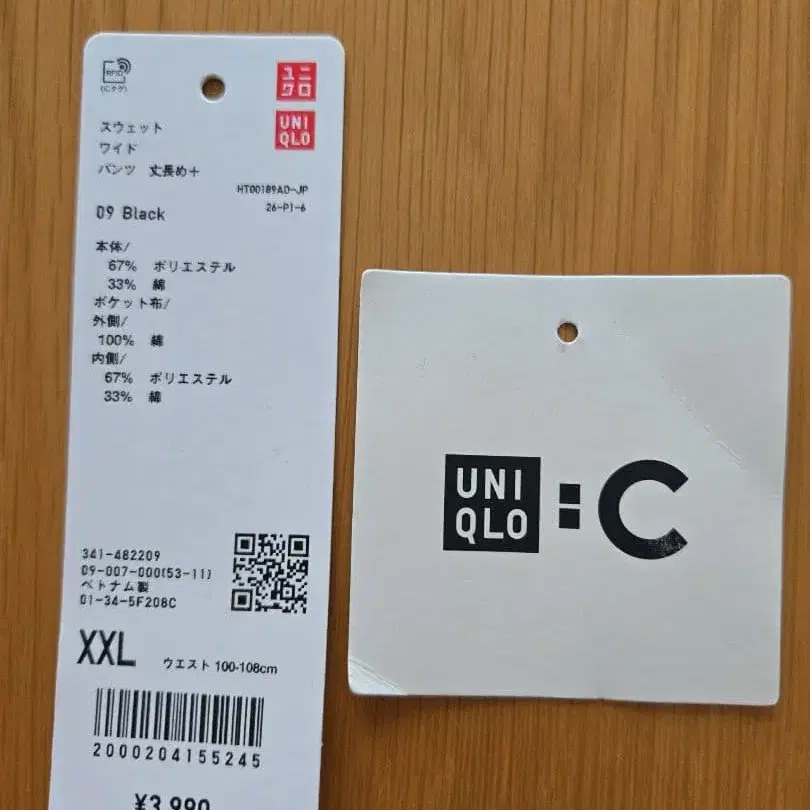 RFID
(ICタグ)
ユニ
クロ
UNI
QLO
スウェット
ワイド
パンツ 丈長め+
HT00189AD-JP
26-P1-6
09 Black
本体/
67% ポリエステル
33% 綿
ポケット布/
外側/
100% 綿
内側/
67% ポリエステル
33% 綿
341-482209
09-007-000(53-11)
ベトナム製
01-34-5F208C
XXL ウエスト 100-108cm
2000204155245
¥3,990
UNI
QLO
:C